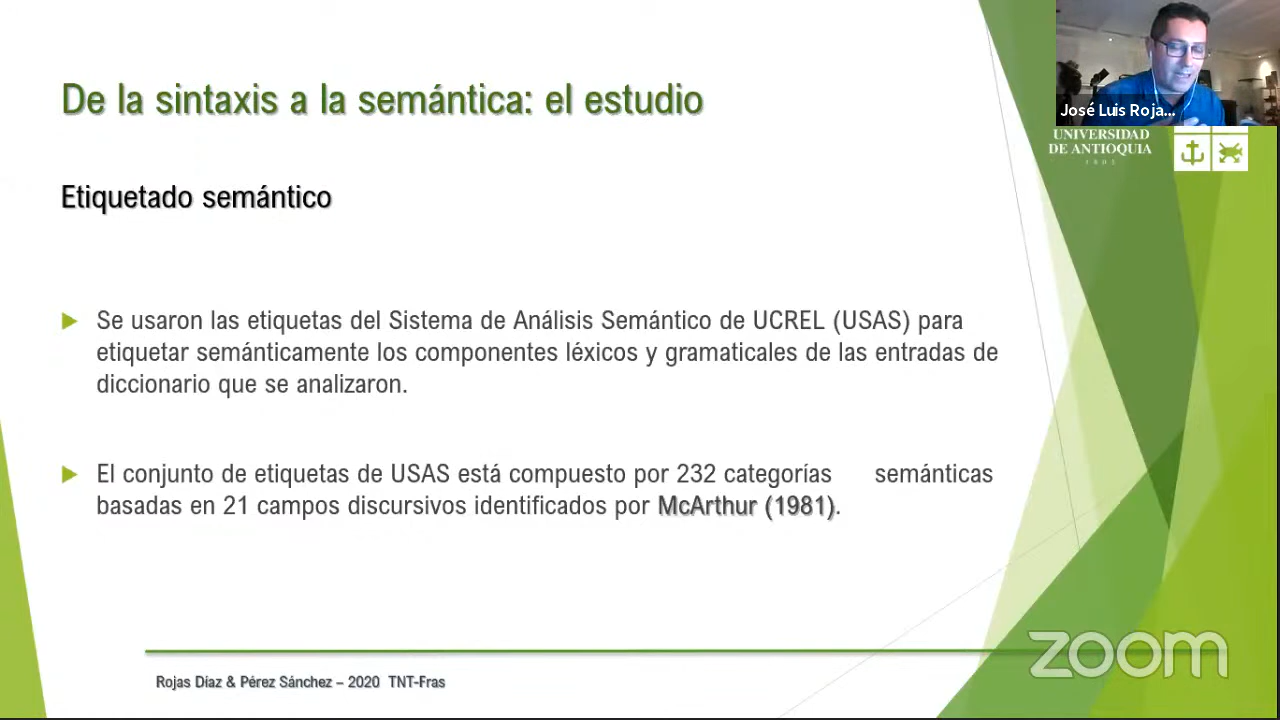 De la sintaxis a la semántica: el estudio
José Luis Roja...
UNIVERSIDAD
DE ANTIOQUIA
1803
Etiquetado semántico
Se usaron las etiquetas del Sistema de Análisis Semántico de UCREL (USAS) para
etiquetar semánticamente los componentes léxicos y gramaticales de las entradas de
diccionario que se analizaron.
El conjunto de etiquetas de USAS está compuesto por 232 categorías semánticas
basadas en 21 campos discursivos identificados por McArthur (1981).
zoom
Rojas Díaz & Pérez Sánchez – 2020 TNT-Fras